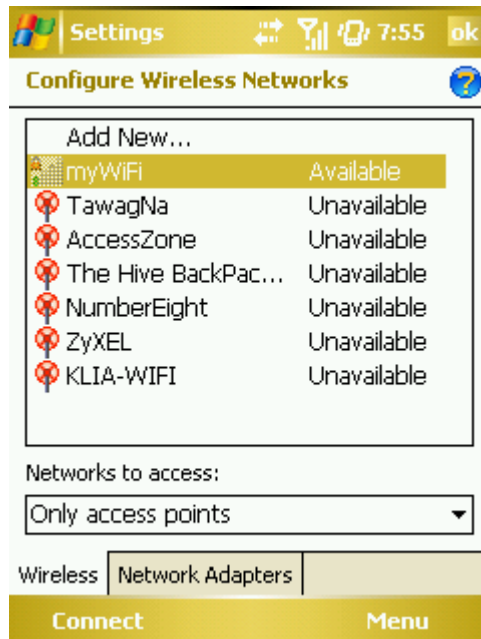 Settings 7:55 ok
Configure Wireless Networks
Add New...
myWiFi Available
TawagNa Unavailable
AccessZone Unavailable
The Hive BackPac... Unavailable
NumberEight Unavailable
ZyXEL Unavailable
KLIA-WIFI Unavailable
Networks to access:
Only access points
Wireless Network Adapters
Connect Menu